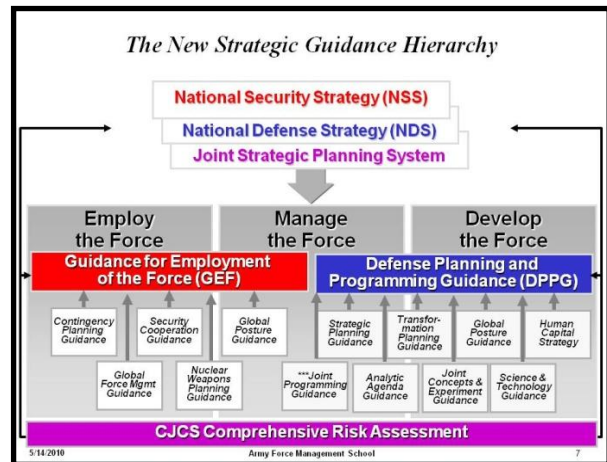 The New Strategic Guidance Hierarchy
National Security Strategy (NSS)
National Defense Strategy (NDS)
Joint Strategic Planning System
Employ
the Force
Manage
the Force
Develop
the Force
Guidance for Employment
of the Force (GEF)
Defense Planning and
Programming Guidance (DPPG)
Contingency
Planning
Guidance
Security
Cooperation
Guidance
Global
Posture
Guidance
Strategic
Planning
Guidance
Transfor-
mation
Planning
Guidance
Global
Posture
Guidance
Human
Capital
Strategy
Global
Force Mgmt
Guidance
Nuclear
Weapons
Planning
Guidance
***Joint
Programming
Guidance
Analytic
Agenda
Guidance
Joint
Concepts &
Experiment
Guidance
Science &
Technology
Guidance
CJCS Comprehensive Risk Assessment
5/14/2010
Army Force Management School
7